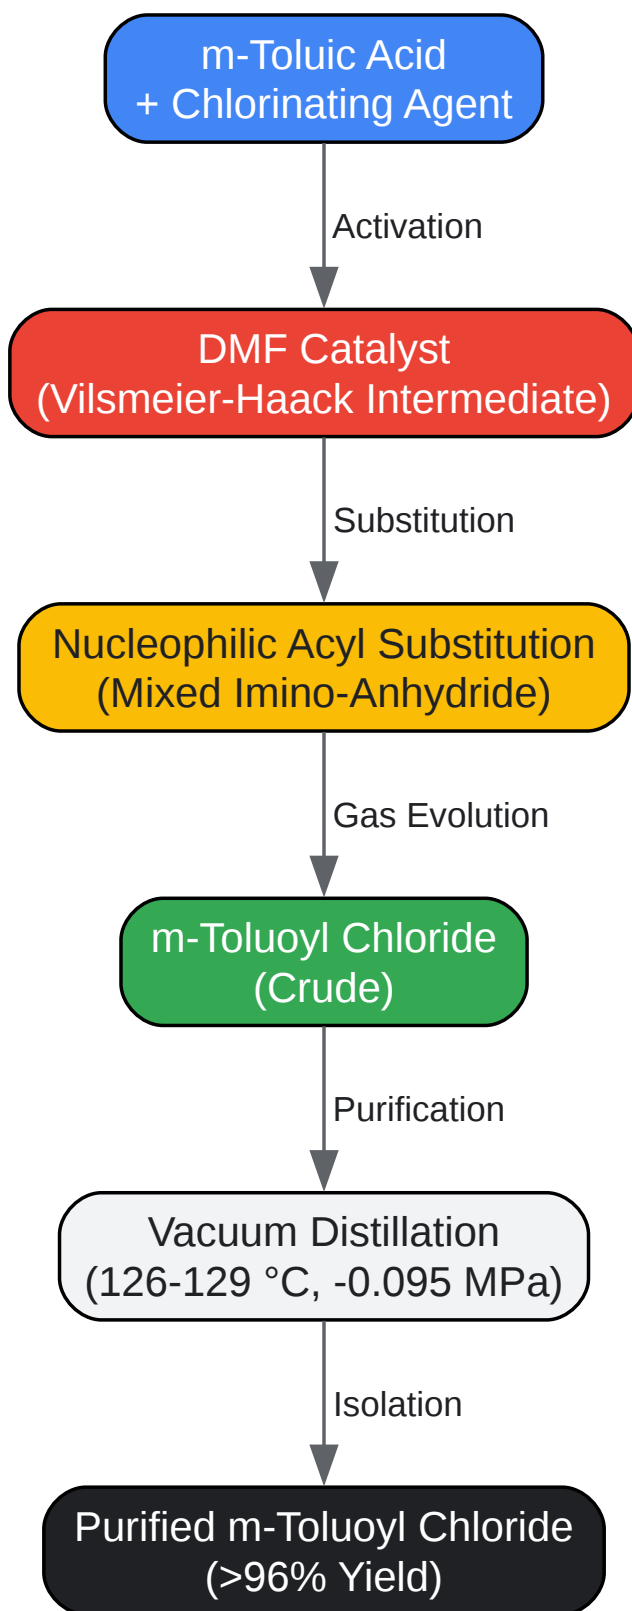 m-Toluic Acid
+ Chlorinating Agent
Activation
DMF Catalyst
(Vilsmeier-Haack Intermediate)
Substitution
Nucleophilic Acyl Substitution
(Mixed Imino-Anhydride)
Gas Evolution
m-Toluoyl Chloride
(Crude)
Purification
Vacuum Distillation
(126-129 °C, -0.095 MPa)
Isolation
Purified m-Toluoyl Chloride
(>96% Yield)